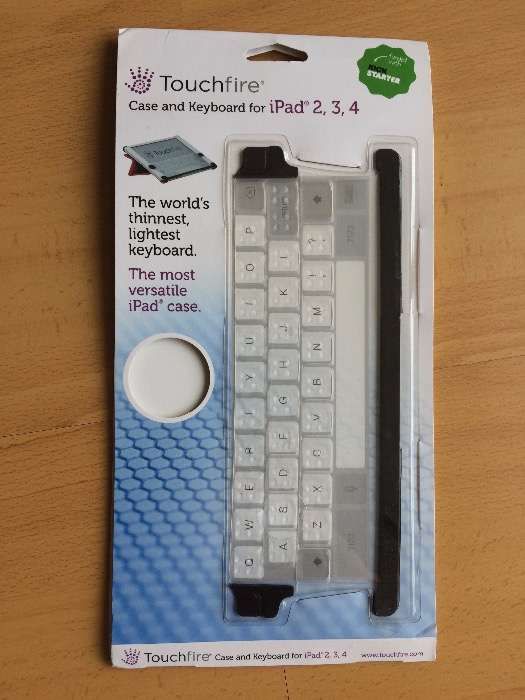 Touchfire®
Case and Keyboard for iPad® 2, 3, 4
KICK
STARTER
The world's
thinnest,
lightest
keyboard.
The most
versatile
iPad® case.
Q W E R T Y U I O P
A S D F G H J K L
Z X C V B N M ! , ? .
Touchfire® Case and Keyboard for iPad® 2, 3, 4
www.touchfire.com